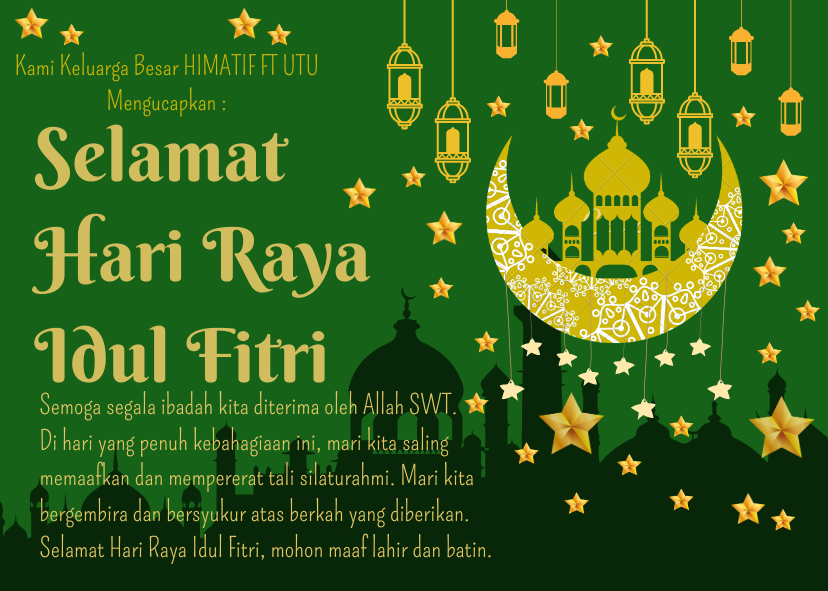 Kami Keluarga Besar HIMATIF FT UTU
Mengucapkan :
Selamat
Hari Raya
Idul Fitri
Semoga segala ibadah kita diterima oleh Allah SWT.
Di hari yang penuh kebahagiaan ini, mari kita saling
memaafkan dan mempererat tali silaturahmi. Mari kita
bergembira dan bersyukur atas berkah yang diberikan.
Selamat Hari Raya Idul Fitri, mohon maaf lahir dan batin.